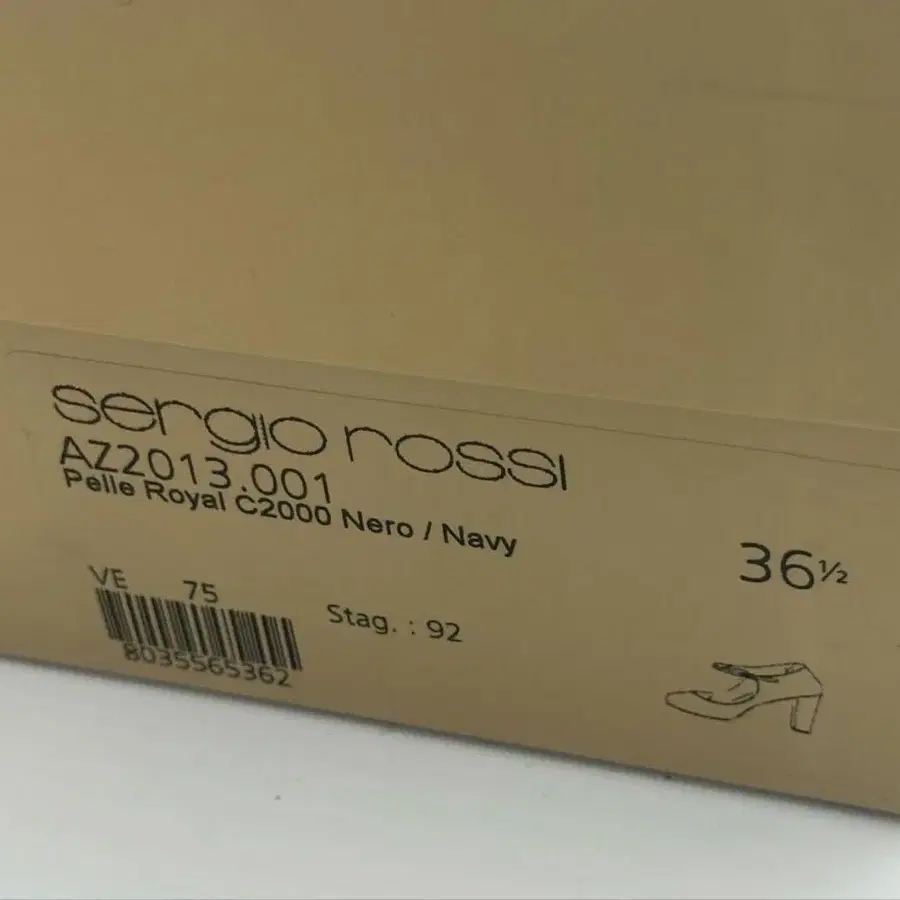 sergio rossi
AZ2013.001
Pelle Royal C2000 Nero / Navy
36½
VE 75
Stag. : 92
8035565362